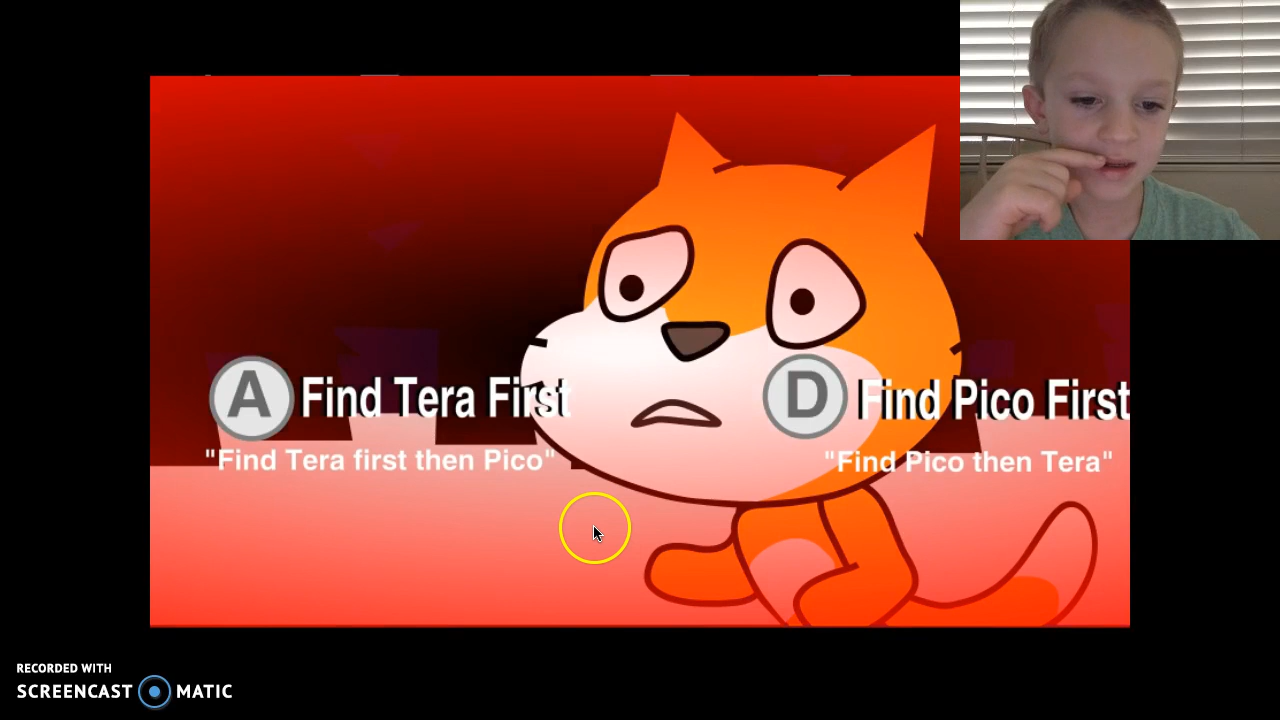 A Find Tera First
"Find Tera first then Pico"
D Find Pico First
"Find Pico then Tera"
RECORDED WITH
SCREENCAST MATIC